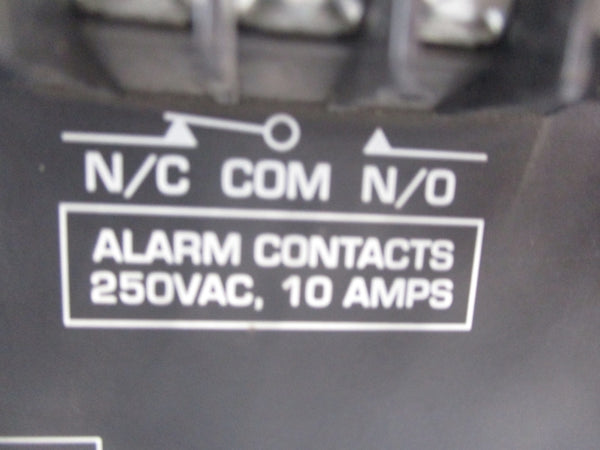 N/C COM N/O
ALARM CONTACTS
250VAC, 10 AMPS